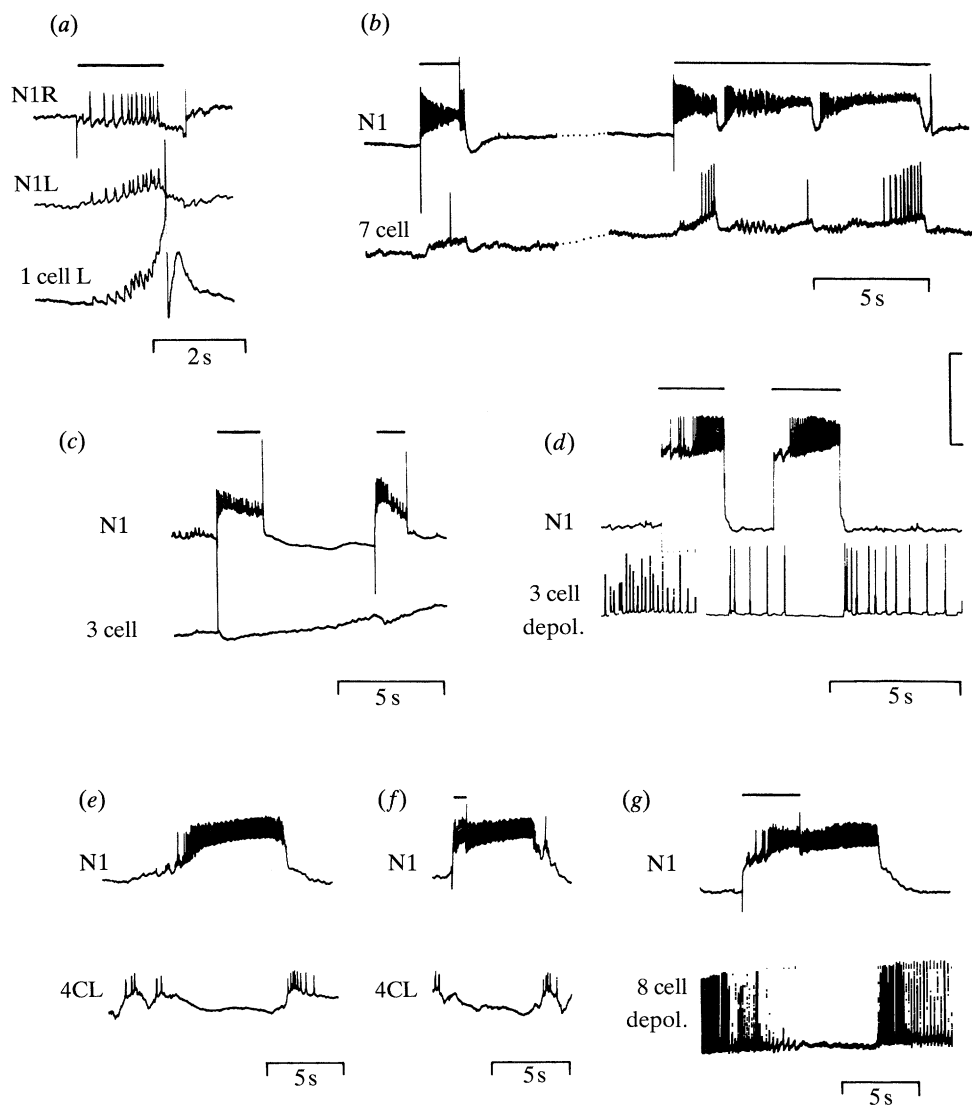 (a)
N1R
N1L
1 cell L
2 s
(b)
N1
7 cell
5 s
(c)
N1
3 cell
5 s
(d)
N1
3 cell
depol.
5 s
(e)
N1
4CL
5 s
(f)
N1
4CL
5 s
(g)
N1
8 cell
depol.
5 s